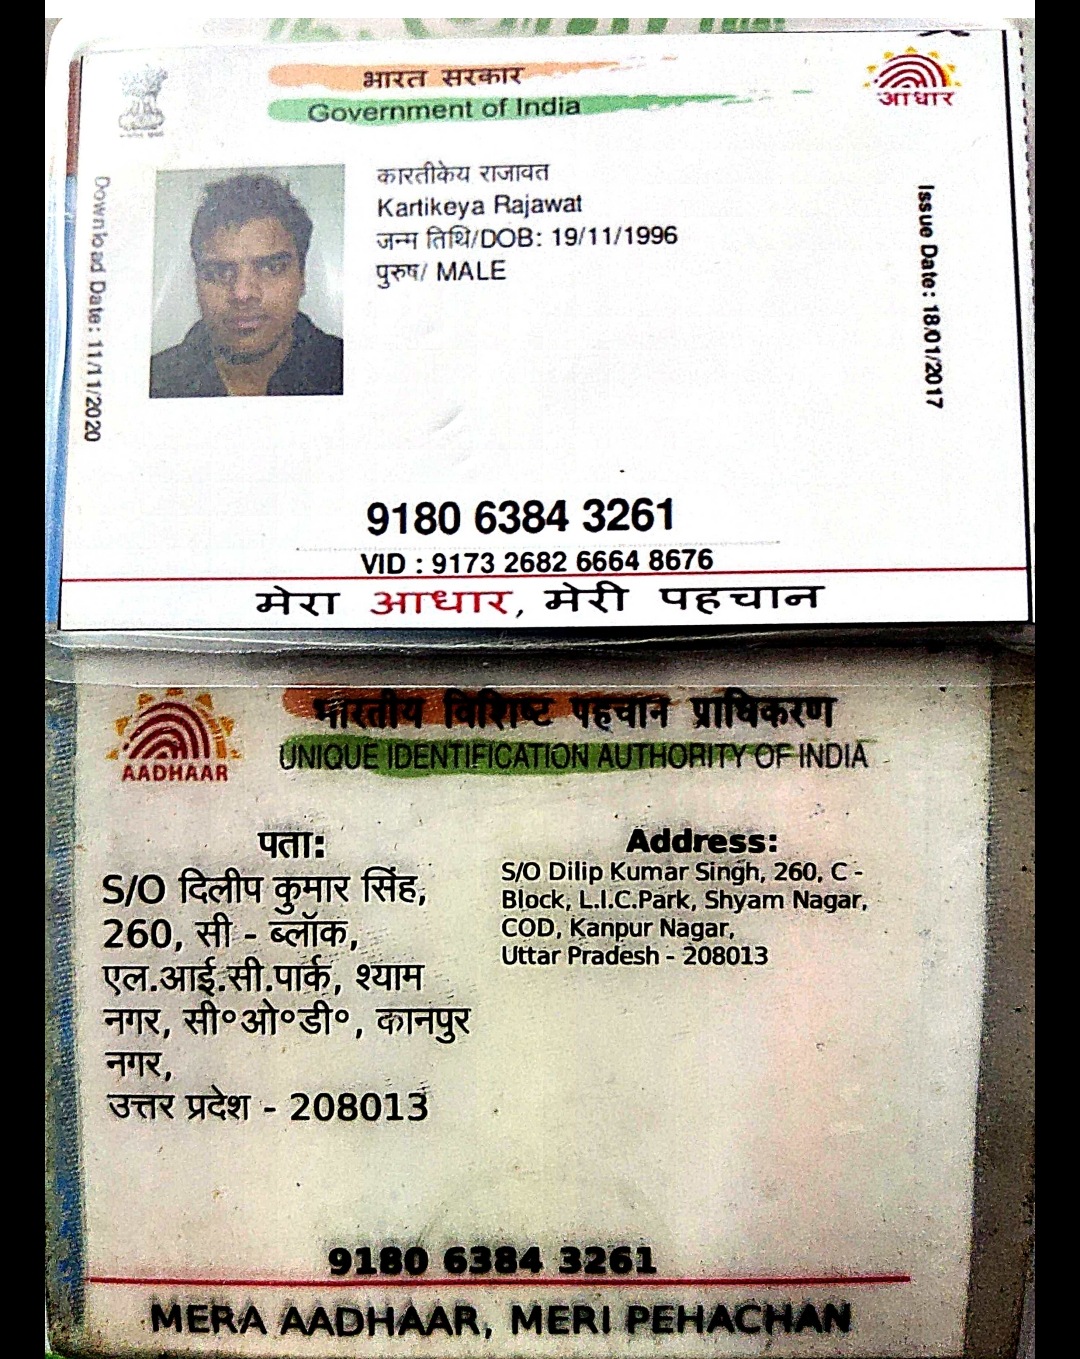 भारत सरकार
Government of India
आधार
Download Date: 11/11/2020
कारतीकेय राजावत
Kartikeya Rajawat
जन्म तिथि/DOB: 19/11/1996
पुरुष/ MALE
Issue Date: 18/01/2017
9180 6384 3261
VID : 9173 2682 6664 8676
मेरा आधार, मेरी पहचान
भारतीय विशिष्ट पहचान प्राधिकरण
UNIQUE IDENTIFICATION AUTHORITY OF INDIA
AADHAAR
पता:
S/O दिलीप कुमार सिंह,
260, सी - ब्लॉक,
एल.आई.सी.पार्क, श्याम
नगर, सी॰ओ॰डी॰, कानपुर
नगर,
उत्तर प्रदेश - 208013
Address:
S/O Dilip Kumar Singh, 260, C -
Block, L.I.C.Park, Shyam Nagar,
COD, Kanpur Nagar,
Uttar Pradesh - 208013
9180 6384 3261
MERA AADHAAR, MERI PEHACHAN